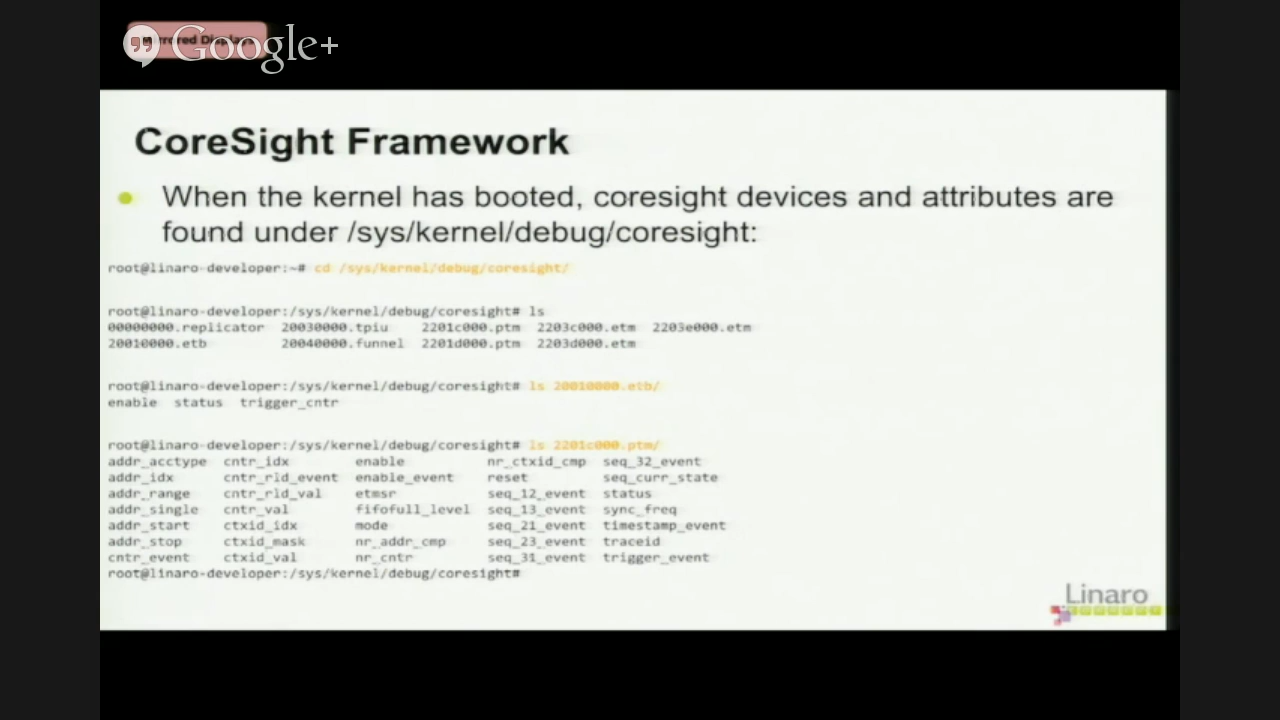 Mirrored Displays
Google+
CoreSight Framework
When the kernel has booted, coresight devices and attributes are
found under /sys/kernel/debug/coresight:
root@linaro-developer:~# cd /sys/kernel/debug/coresight/
root@linaro-developer:/sys/kernel/debug/coresight# ls
00000000.replicator 20030000.tpiu 2201c000.ptm 2203c000.etm 2203e000.etm
20010000.etb 20040000.funnel 2201d000.ptm 2203d000.etm
root@linaro-developer:/sys/kernel/debug/coresight# ls 20010000.etb/
enable status trigger_cntr
root@linaro-developer:/sys/kernel/debug/coresight# ls 2201c000.ptm/
addr_acctype cntr_idx enable nr_ctxid_cmp seq_32_event
addr_idx cntr_rld_event enable_event reset seq_curr_state
addr_range cntr_rld_val etmsr seq_12_event status
addr_single cntr_val fifofull_level seq_13_event sync_freq
addr_start ctxid_idx mode seq_21_event timestamp_event
addr_stop ctxid_mask nr_addr_cmp seq_23_event traceid
cntr_event ctxid_val nr_cntr seq_31_event trigger_event
root@linaro-developer:/sys/kernel/debug/coresight#
Linaro